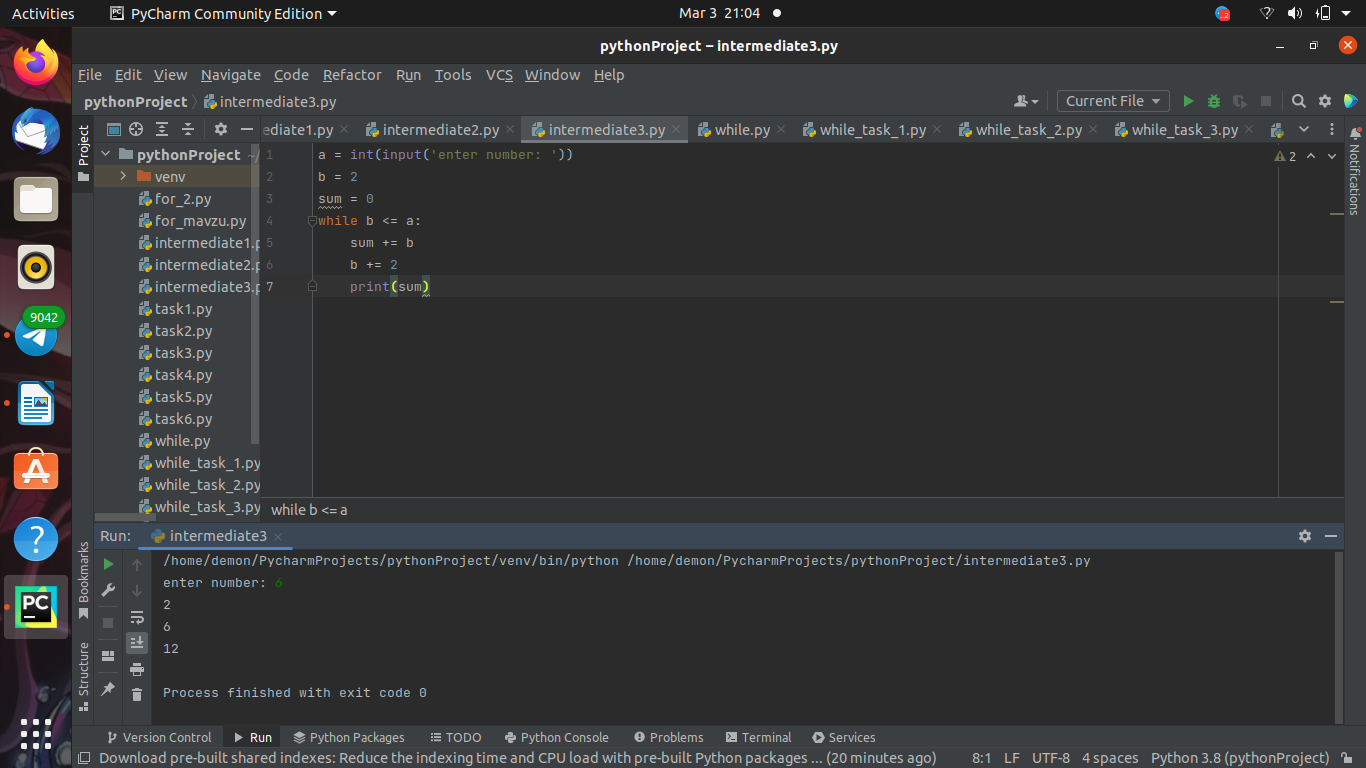 Activities PyCharm Community Edition Mar 3 21:04
pythonProject – intermediate3.py
File Edit View Navigate Code Refactor Run Tools VCS Window Help
pythonProject intermediate3.py Current File
Project ediate1.py intermediate2.py intermediate3.py while.py while_task_1.py while_task_2.py while_task_3.py
Notifications
pythonProject ~/
venv
for_2.py
for_mavzu.py
intermediate1.p
intermediate2.p
intermediate3.p
task1.py
task2.py
task3.py
task4.py
task5.py
task6.py
while.py
while_task_1.py
while_task_2.py
while_task_3.py
2
1 a = int(input('enter number: '))
2 b = 2
3 sum = 0
4 while b <= a:
5 sum += b
6 b += 2
7 print(sum)
while b <= a
9042
PC
Run: intermediate3
/home/demon/PycharmProjects/pythonProject/venv/bin/python /home/demon/PycharmProjects/pythonProject/intermediate3.py
enter number: 6
2
6
12
Process finished with exit code 0
Bookmarks
Structure
Version Control Run Python Packages TODO Python Console Problems Terminal Services
Download pre-built shared indexes: Reduce the indexing time and CPU load with pre-built Python packages ... (20 minutes ago) 8:1 LF UTF-8 4 spaces Python 3.8 (pythonProject)